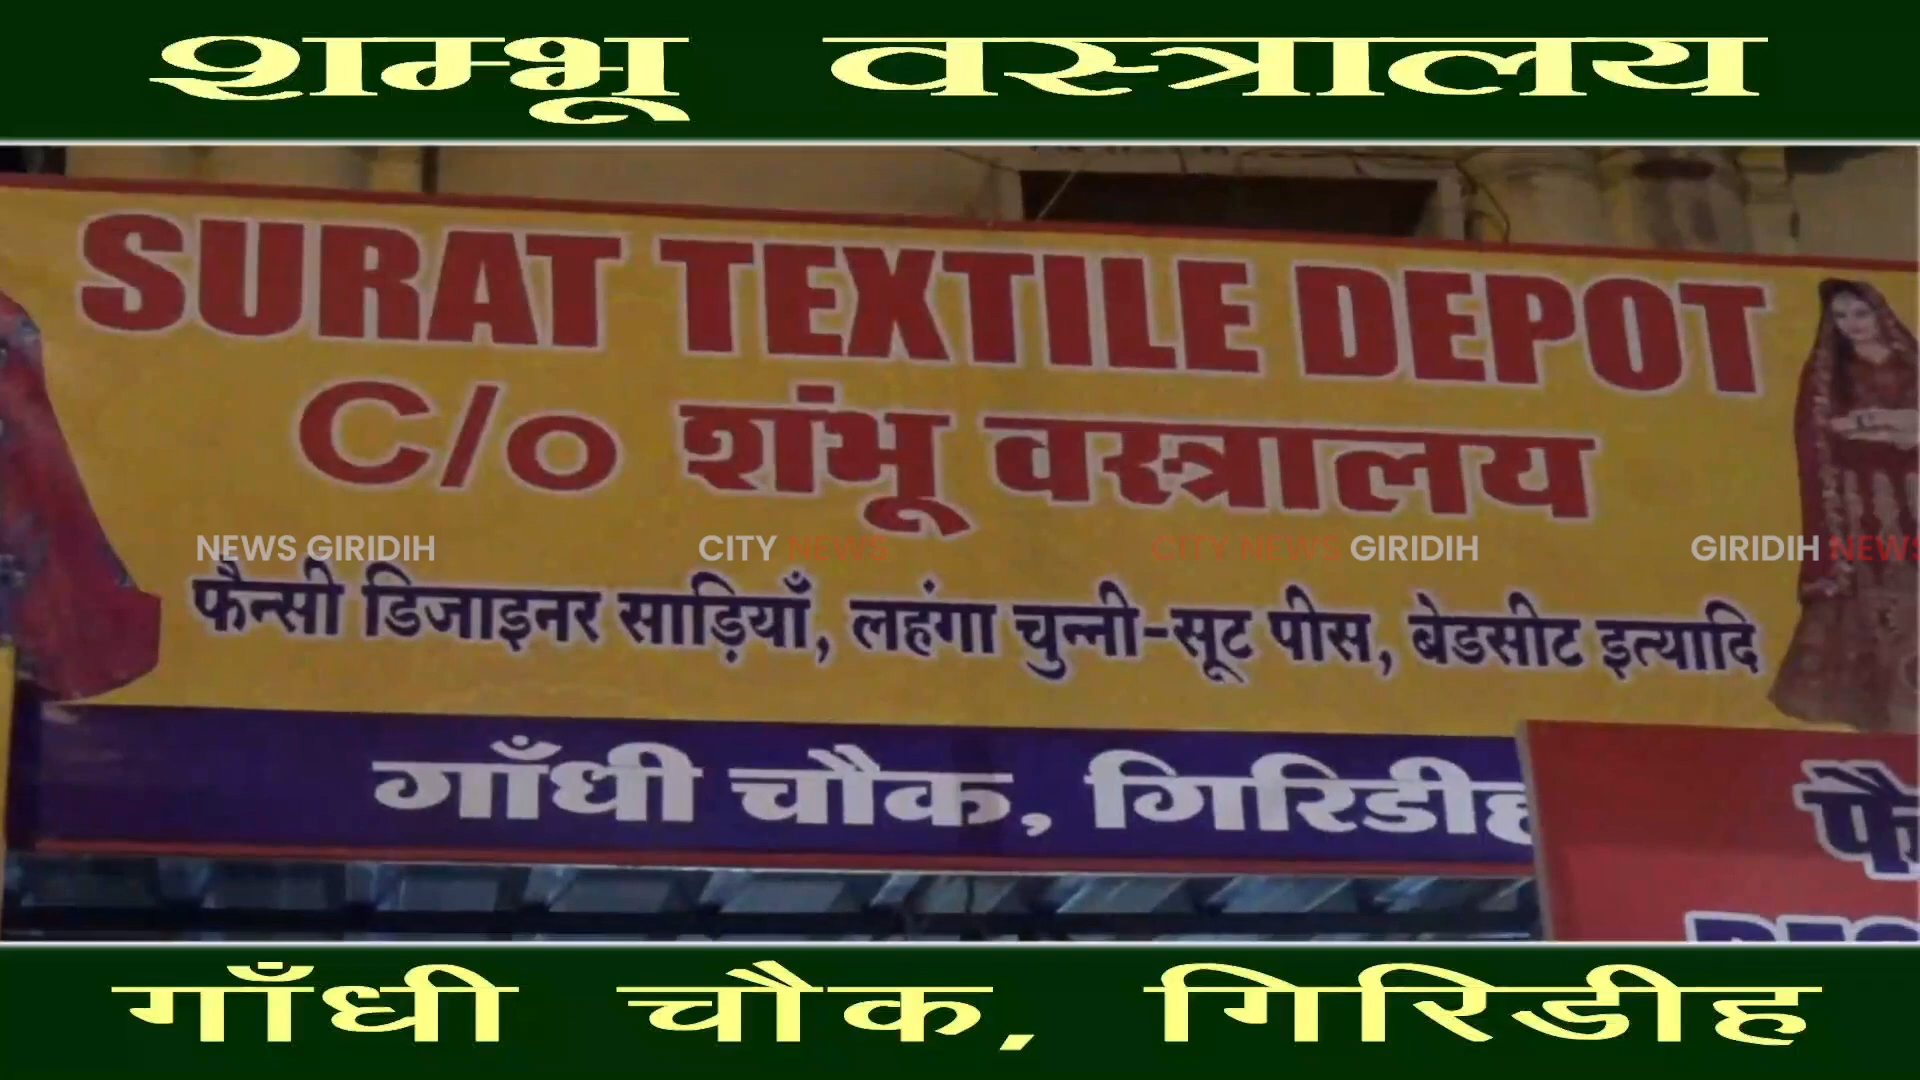 शम्भू वस्त्रालय
SURAT TEXTILE DEPOT
C/o शंभू वस्त्रालय
NEWS GIRIDIH CITY NEWS CITY NEWS GIRIDIH GIRIDIH NEWS
फैन्सी डिजाइनर साड़ियाँ, लहंगा चुन्नी-सूट पीस, बेडसीट इत्यादि
गाँधी चौक, गिरिडीह
गाँधी चौक, गिरिडीह